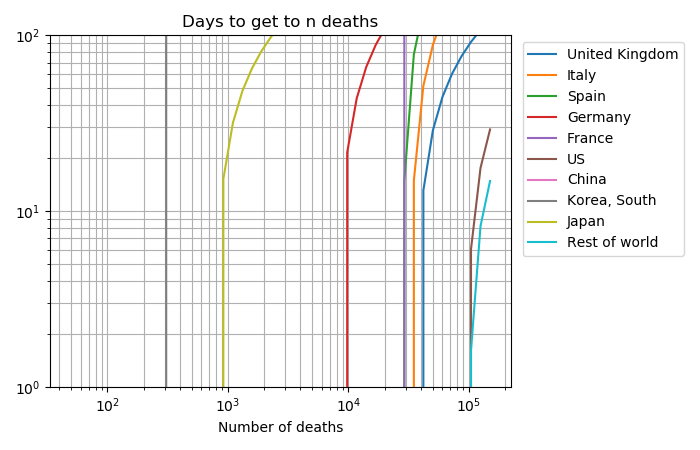 Days to get to n deaths
10²
10¹
10⁰
10²
10³
10⁴
10⁵
Number of deaths
United Kingdom
Italy
Spain
Germany
France
US
China
Korea, South
Japan
Rest of world